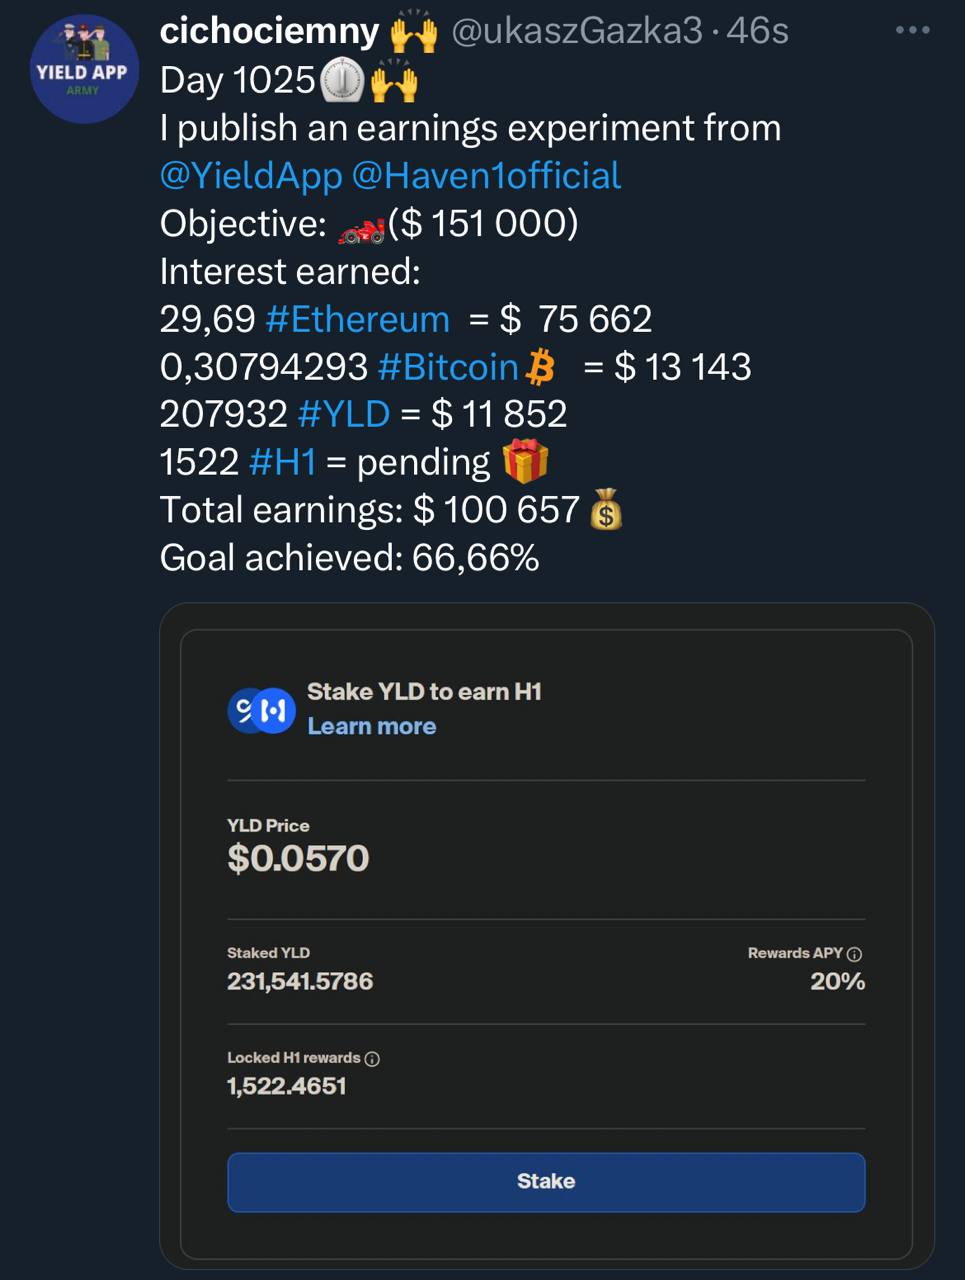 YIELD APP
ARMY
cichociemny 🙌 @ukaszGazka3 · 46s
Day 1025⏲️🙌
I publish an earnings experiment from
@YieldApp @Haven1official
Objective: 🏎️($ 151 000)
Interest earned:
29,69 #Ethereum = $ 75 662
0,30794293 #Bitcoin = $ 13 143
207932 #YLD = $ 11 852
1522 #H1 = pending 🎁
Total earnings: $ 100 657 💰
Goal achieved: 66,66%
Stake YLD to earn H1
Learn more
YLD Price
$0.0570
Staked YLD
Rewards APY
231,541.5786
20%
Locked H1 rewards
1,522.4651
Stake